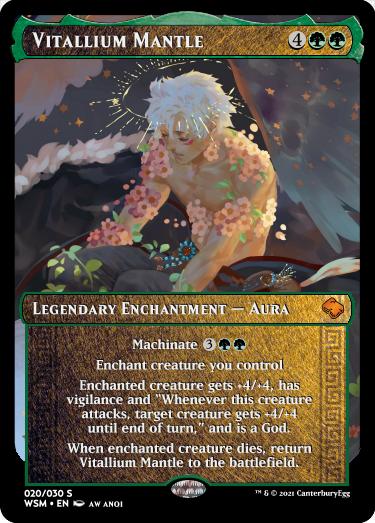 Vitallium Mantle 4
Legendary Enchantment — Aura
Machinate 3
Enchant creature you control
Enchanted creature gets +4/+4, has
vigilance and "Whenever this creature
attacks, target creature gets +4/+4
until end of turn," and is a God.
When enchanted creature dies, return
Vitallium Mantle to the battlefield.
020/030 S
WSM • EN AW ANOI
™ & © 2021 CanterburyEgg